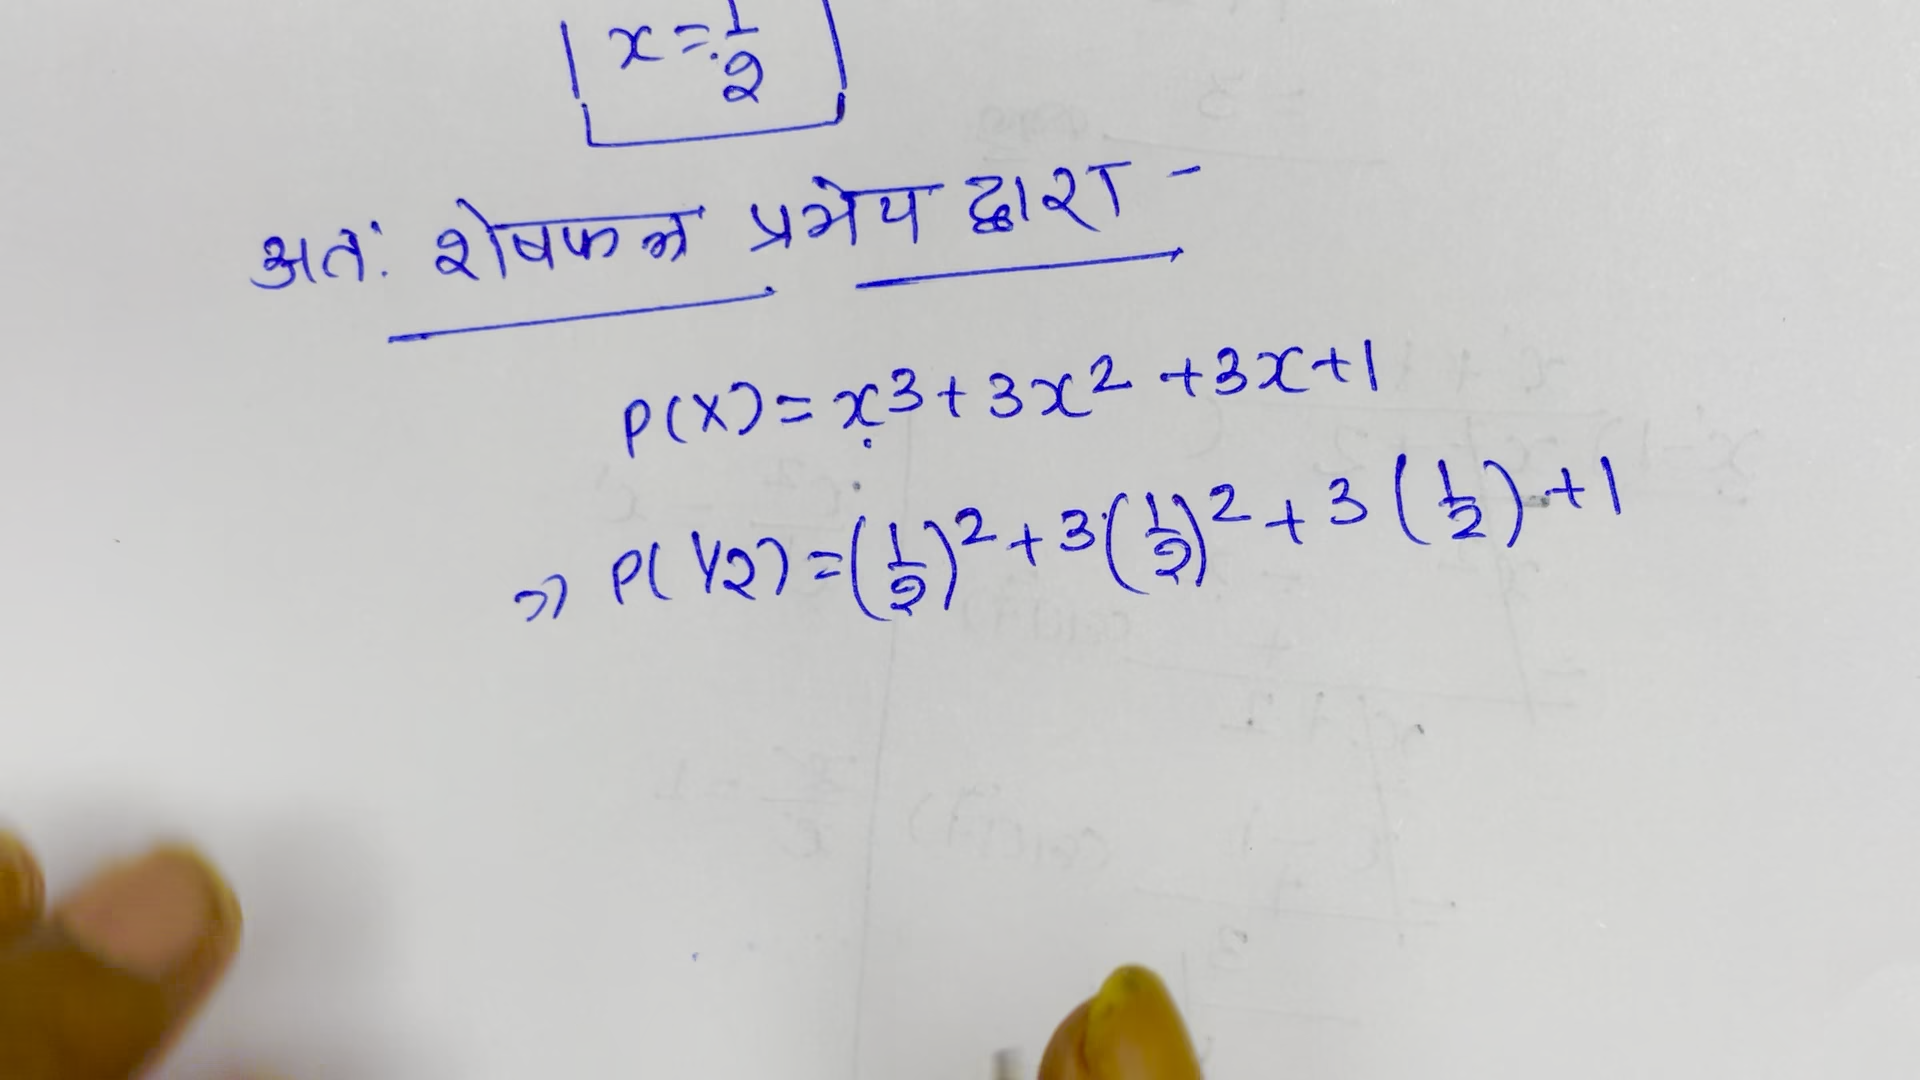 x = 1/2
अतः शेषफल प्रमेय द्वारा -
P(x) = x³ + 3x² + 3x + 1
⇒ P(1/2) = (1/2)² + 3(1/2)² + 3(1/2) + 1